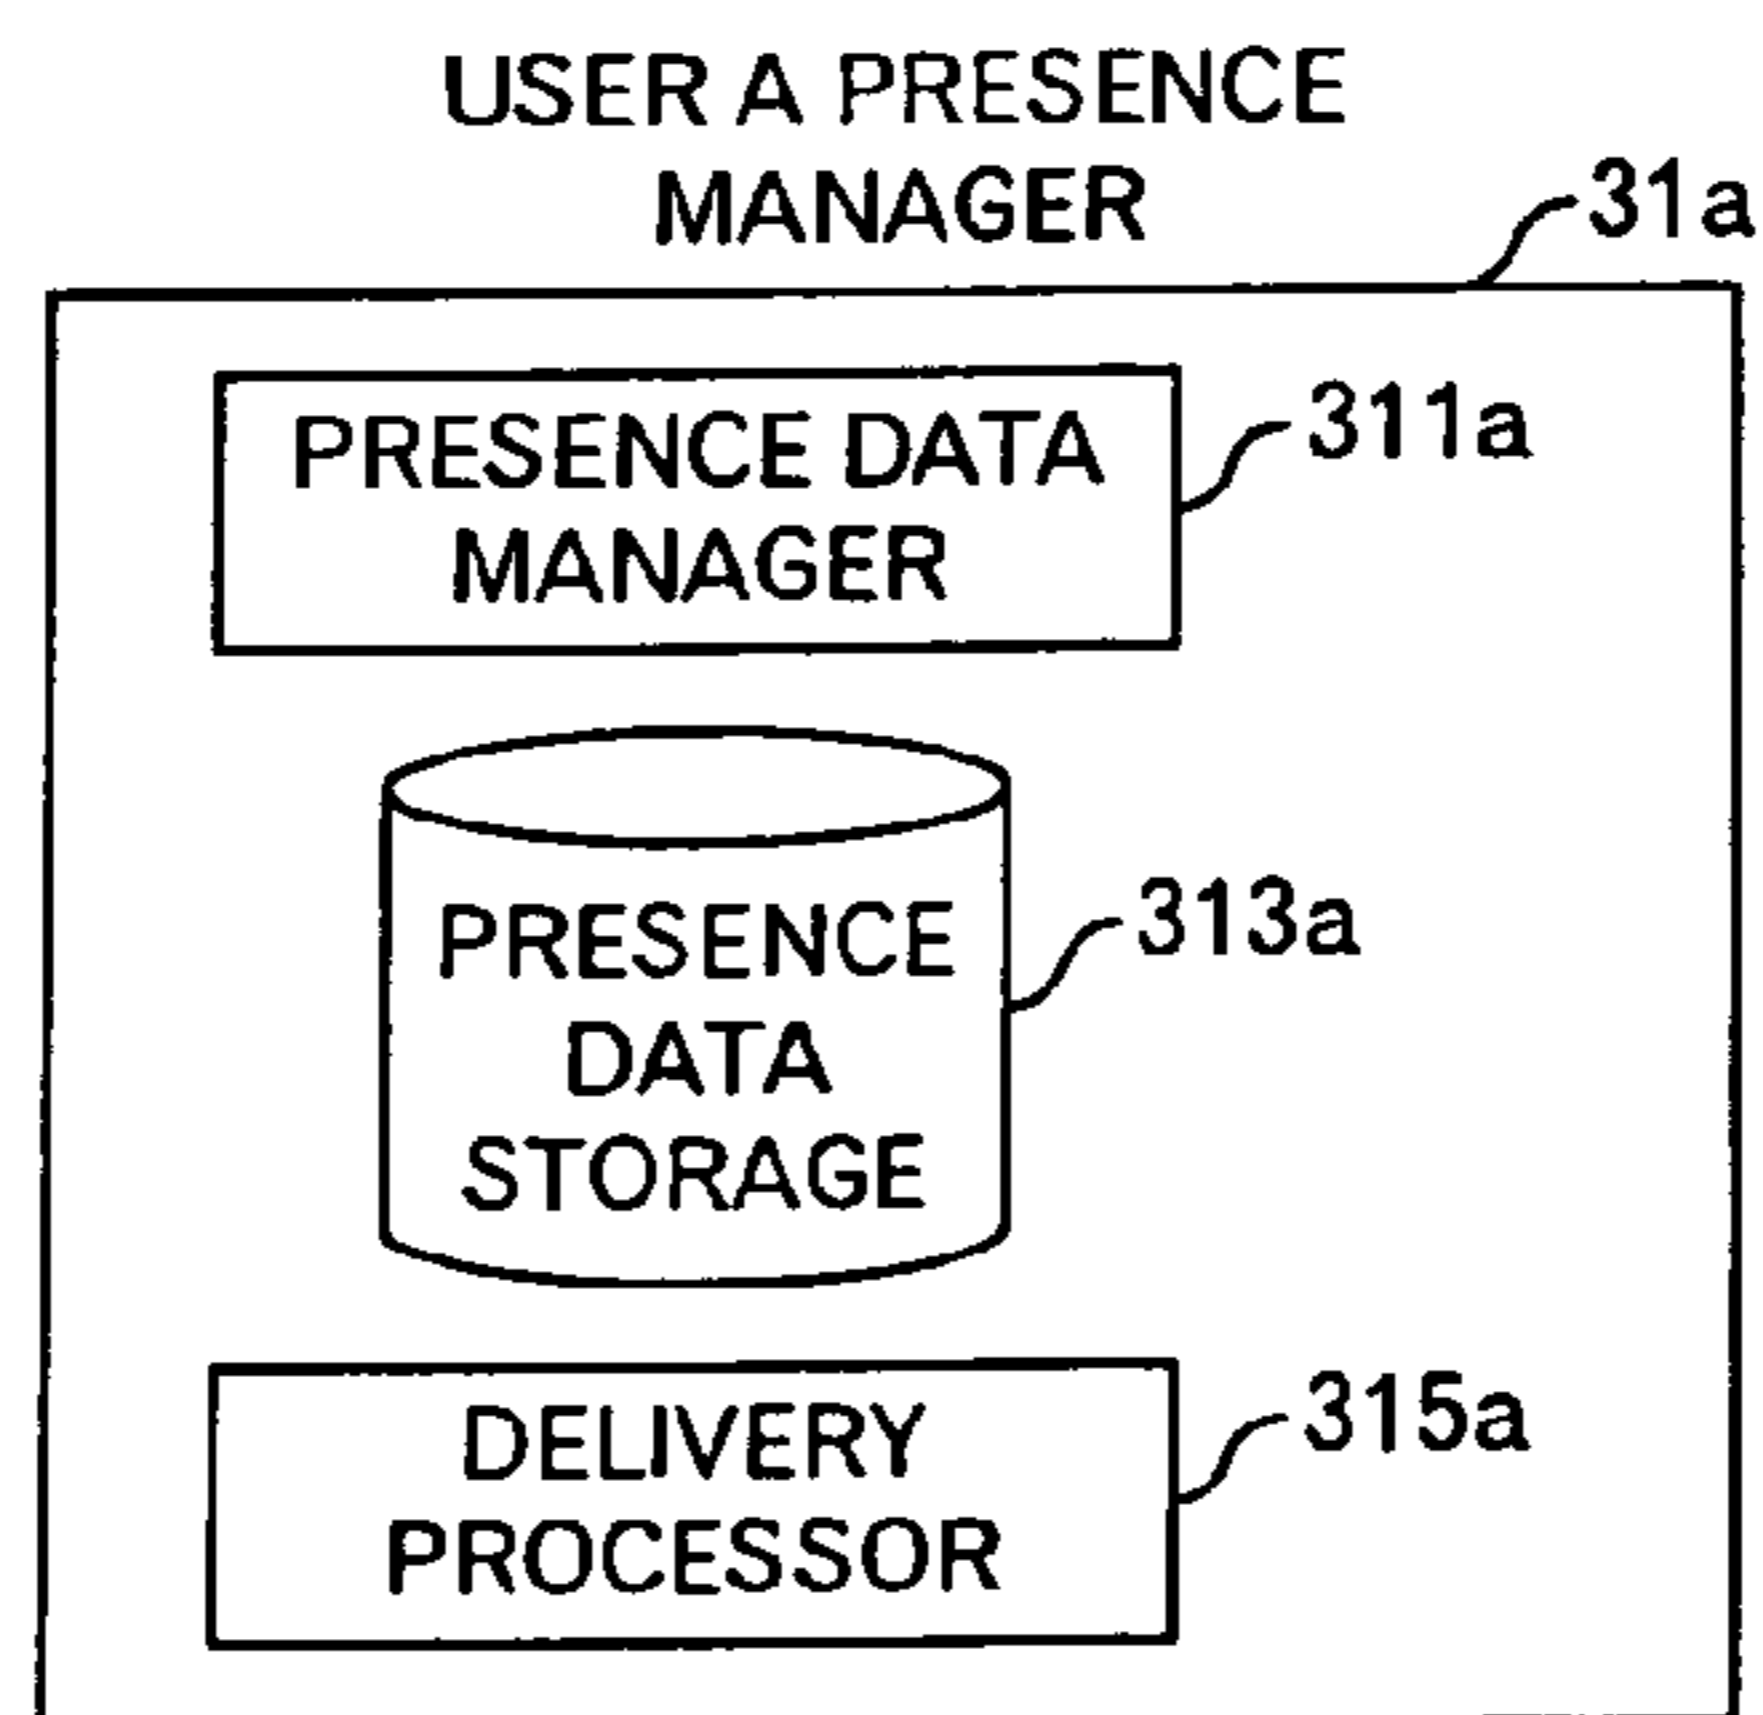 USER A PRESENCE
MANAGER
31a
PRESENCE DATA
MANAGER
311a
PRESENCE
DATA
STORAGE
313a
DELIVERY
PROCESSOR
315a